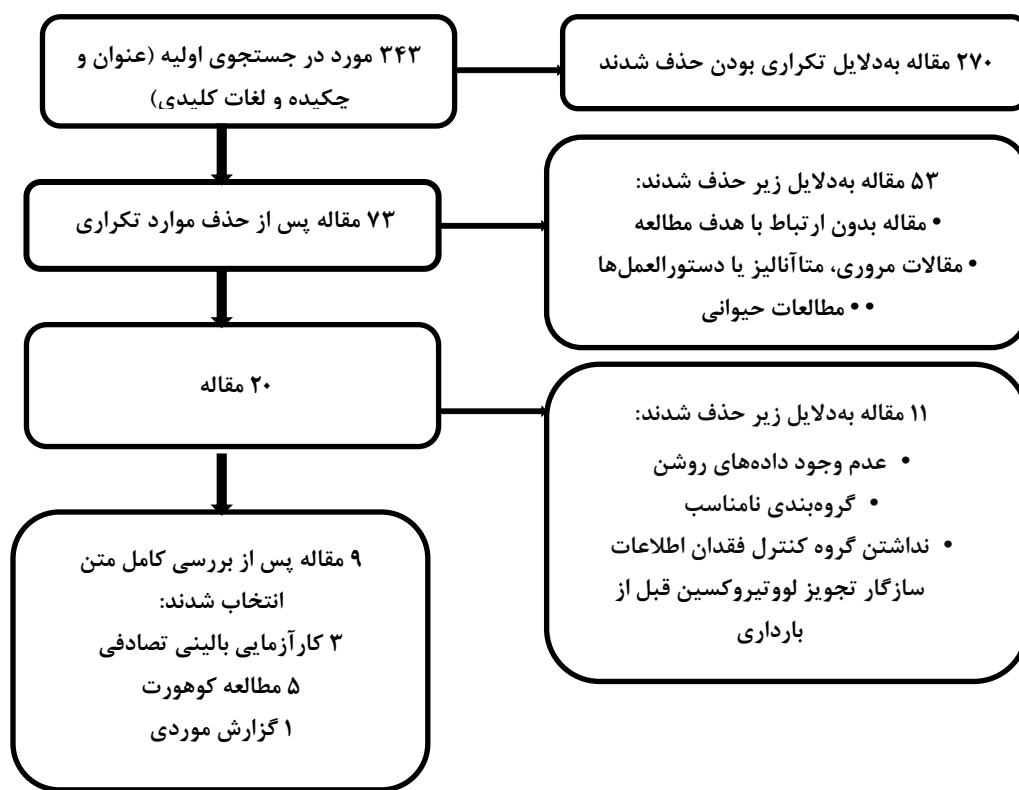 ۳۴۳ مورد در جستجوی اولیه (عنوان و
چکیده و لغات کلیدی)
۲۷۰ مقاله به‌دلایل تکراری بودن حذف شدند
۷۳ مقاله پس از حذف موارد تکراری
۵۳ مقاله به‌دلایل زیر حذف شدند:
• مقاله بدون ارتباط با هدف مطالعه
• مقالات مروری، متاآنالیز یا دستورالعمل‌ها
• • مطالعات حیوانی
۲۰ مقاله
۱۱ مقاله به‌دلایل زیر حذف شدند:
• عدم وجود داده‌های روشن
• گروه‌بندی نامناسب
• نداشتن گروه کنترل فقدان اطلاعات
سازگار تجویز لووتیروکسین قبل از
بارداری
۹ مقاله پس از بررسی کامل متن
انتخاب شدند:
۳ کارآزمایی بالینی تصادفی
۵ مطالعه کوهورت
۱ گزارش موردی